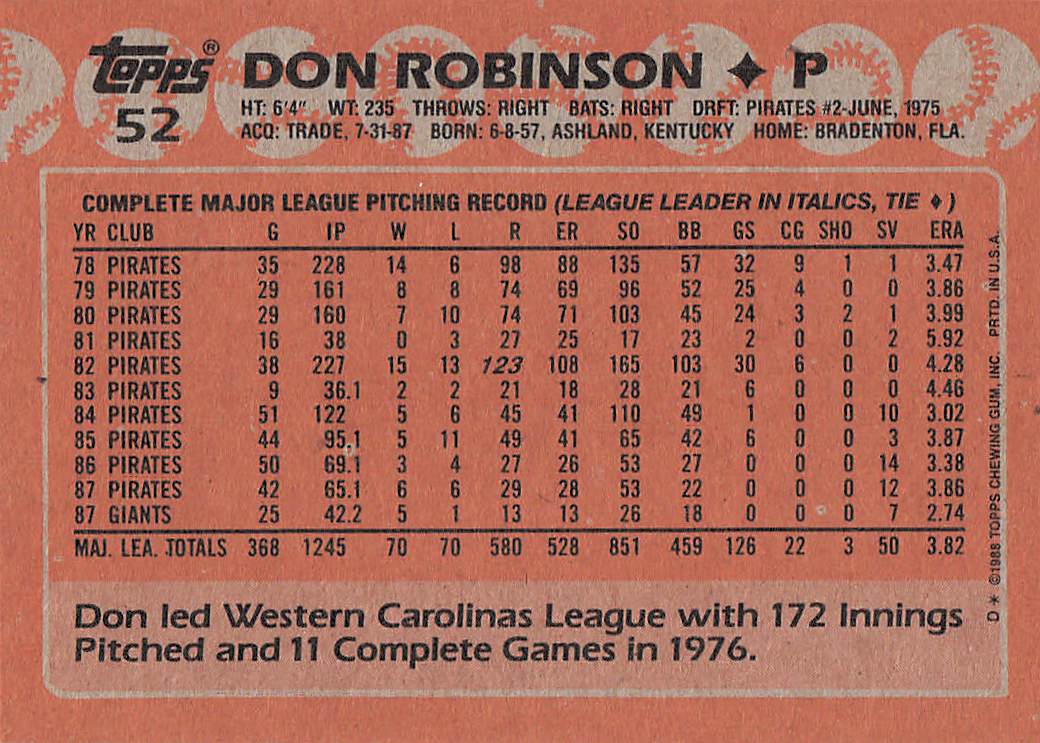 Topps® DON ROBINSON ✦ P
52
HT: 6'4" WT: 235 THROWS: RIGHT BATS: RIGHT DRFT: PIRATES #2-JUNE, 1975
ACQ: TRADE, 7-31-87 BORN: 6-8-57, ASHLAND, KENTUCKY HOME: BRADENTON, FLA.
COMPLETE MAJOR LEAGUE PITCHING RECORD (LEAGUE LEADER IN ITALICS, TIE ♦)
YR CLUB G IP W L R ER SO BB GS CG SHO SV ERA
78 PIRATES 35 228 14 6 98 88 135 57 32 9 1 1 3.47
79 PIRATES 29 161 8 8 74 69 96 52 25 4 0 0 3.86
80 PIRATES 29 160 7 10 74 71 103 45 24 3 2 1 3.99
81 PIRATES 16 38 0 3 27 25 17 23 2 0 0 2 5.92
82 PIRATES 38 227 15 13 123 108 165 103 30 6 0 0 4.28
83 PIRATES 9 36.1 2 2 21 18 28 21 6 0 0 0 4.46
84 PIRATES 51 122 5 6 45 41 110 49 1 0 0 10 3.02
85 PIRATES 44 95.1 5 11 49 41 65 42 6 0 0 3 3.87
86 PIRATES 50 69.1 3 4 27 26 53 27 0 0 0 14 3.38
87 PIRATES 42 65.1 6 6 29 28 53 22 0 0 0 12 3.86
87 GIANTS 25 42.2 5 1 13 13 26 18 0 0 0 7 2.74
MAJ. LEA. TOTALS 368 1245 70 70 580 528 851 459 126 22 3 50 3.82
Don led Western Carolinas League with 172 Innings
Pitched and 11 Complete Games in 1976.
D* ©1988 TOPPS CHEWING GUM, INC. PRTD. IN U.S.A.